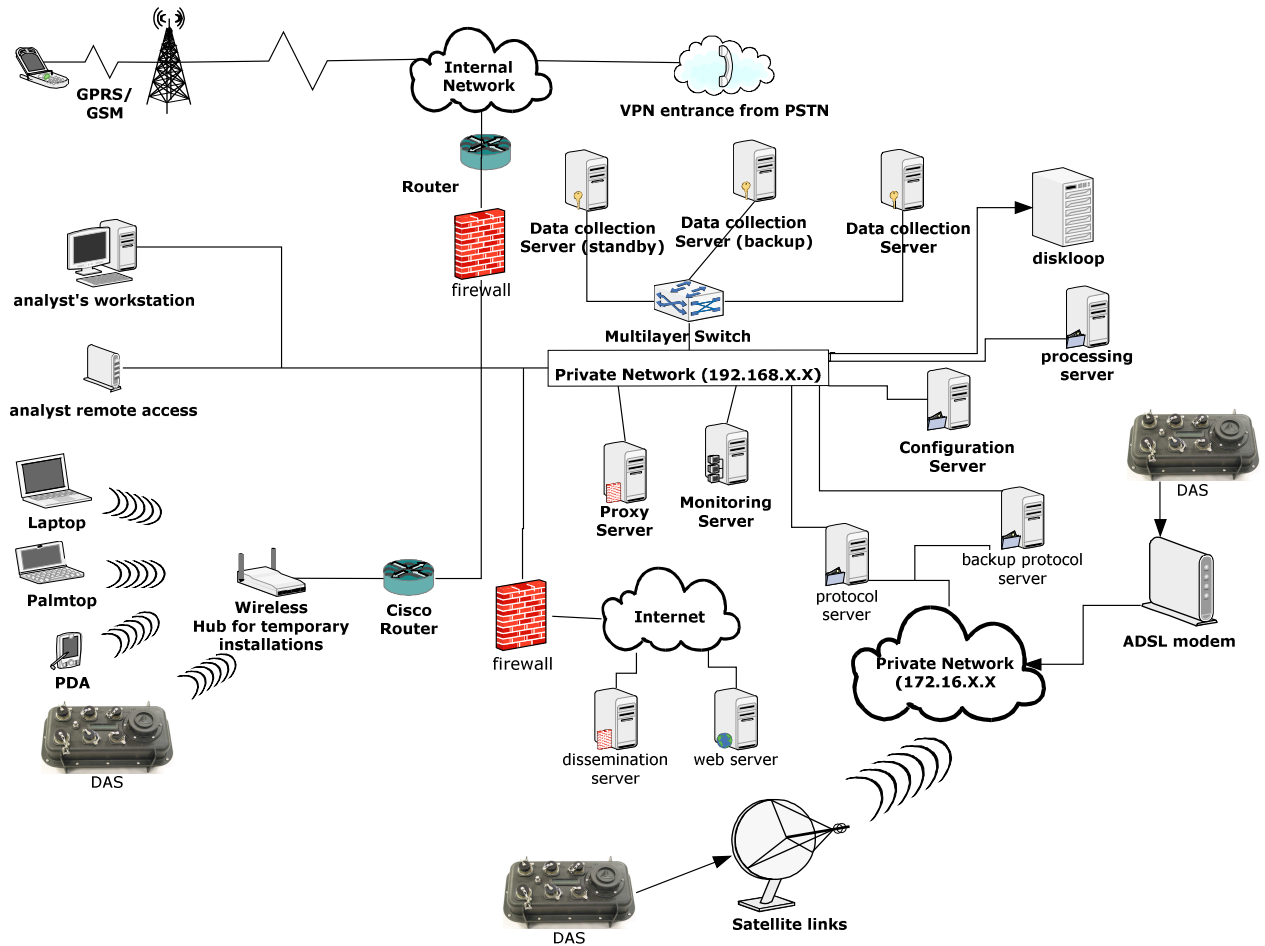 Internal
Network
GPRS/
GSM
VPN entrance from PSTN
Router
Data collection
Server (standby)
Data collection
Server (backup)
Data collection
Server
diskloop
firewall
analyst's workstation
Multilayer Switch
processing
server
Private Network (192.168.X.X)
analyst remote access
Configuration
Server
DAS
Laptop
Proxy
Server
Monitoring
Server
backup protocol
server
protocol
server
Palmtop
Wireless
Hub for temporary
installations
Cisco
Router
Internet
firewall
ADSL modem
PDA
Private Network
(172.16.X.X
DAS
dissemination
server
web server
Satellite links
DAS